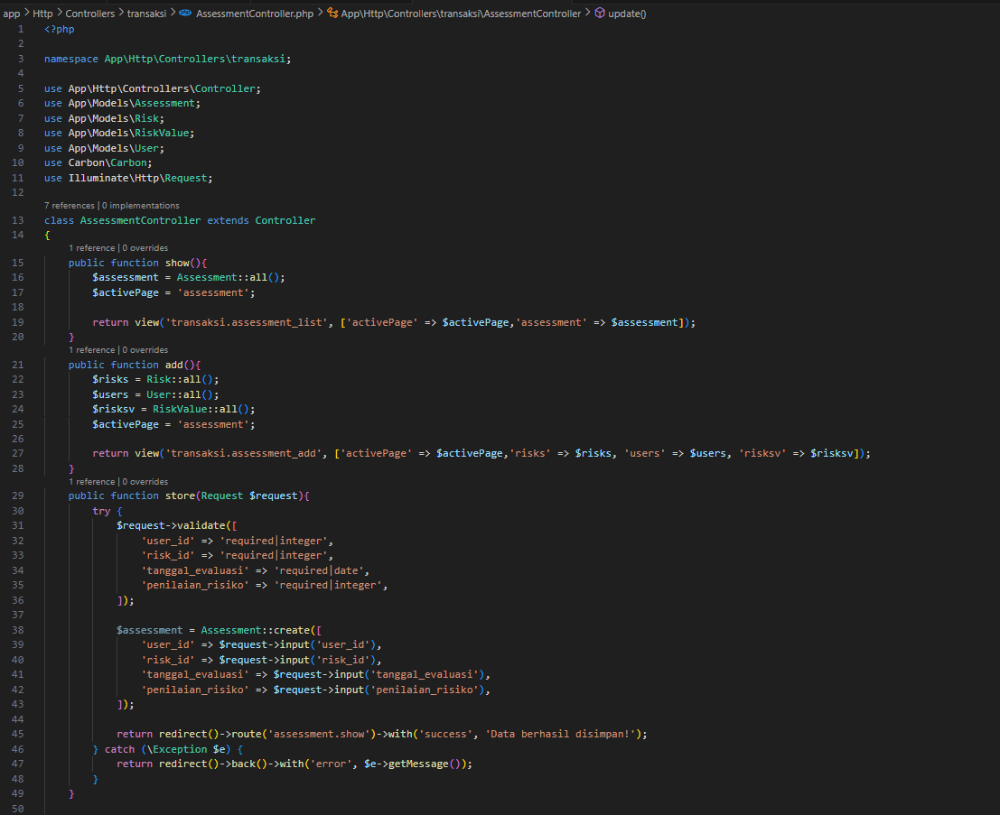 app > Http > Controllers > transaksi > AssessmentController.php > App\Http\Controllers\transaksi\AssessmentController > update()
1 <?php
2
3 namespace App\Http\Controllers\transaksi;
4
5 use App\Http\Controllers\Controller;
6 use App\Models\Assessment;
7 use App\Models\Risk;
8 use App\Models\RiskValue;
9 use App\Models\User;
10 use Carbon\Carbon;
11 use Illuminate\Http\Request;
12
7 references | 0 implementations
13 class AssessmentController extends Controller
14 {
1 reference | 0 overrides
15 public function show(){
16 $assessment = Assessment::all();
17 $activePage = 'assessment';
18
19 return view('transaksi.assessment_list', ['activePage' => $activePage,'assessment' => $assessment]);
20 }
1 reference | 0 overrides
21 public function add(){
22 $risks = Risk::all();
23 $users = User::all();
24 $risksv = RiskValue::all();
25 $activePage = 'assessment';
26
27 return view('transaksi.assessment_add', ['activePage' => $activePage,'risks' => $risks, 'users' => $users, 'risksv' => $risksv]);
28 }
1 reference | 0 overrides
29 public function store(Request $request){
30 try {
31 $request->validate([
32 'user_id' => 'required|integer',
33 'risk_id' => 'required|integer',
34 'tanggal_evaluasi' => 'required|date',
35 'penilaian_risiko' => 'required|integer',
36 ]);
37
38 $assessment = Assessment::create([
39 'user_id' => $request->input('user_id'),
40 'risk_id' => $request->input('risk_id'),
41 'tanggal_evaluasi' => $request->input('tanggal_evaluasi'),
42 'penilaian_risiko' => $request->input('penilaian_risiko'),
43 ]);
44
45 return redirect()->route('assessment.show')->with('success', 'Data berhasil disimpan!');
46 } catch (\Exception $e) {
47 return redirect()->back()->with('error', $e->getMessage());
48 }
49 }
50